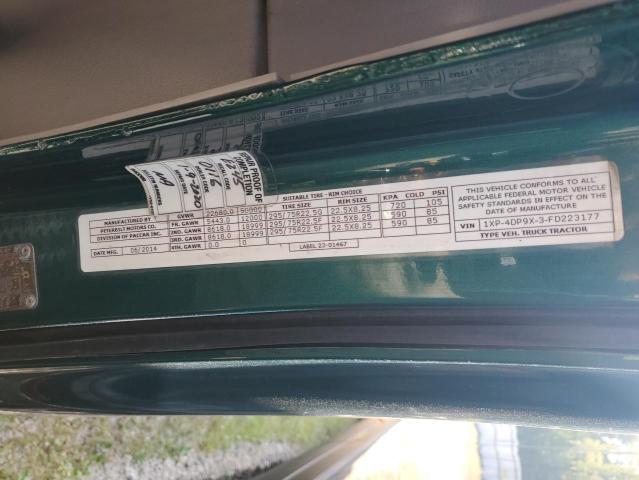 MANUFACTURED BY
PETERBILT MOTORS CO.
DIVISION OF PACCAR INC.
DATE MFG. 06/2014
SUITABLE TIRE - RIM CHOICE
TIRE SIZE RIM SIZE KPA COLD PSI
GVWR 22680.0 50000
FR. GAWR 5443.0 12000 295/75R22.5G 22.5X8.25 720 105
2ND. GAWR 8618.0 18999 295/75R22.5F 22.5X8.25 590 85
3RD. GAWR 8618.0 18999 295/75R22.5F 22.5X8.25 590 85
4TH. GAWR 0.0 0
LABEL 22-01467
THIS VEHICLE CONFORMS TO ALL
APPLICABLE FEDERAL MOTOR VEHICLE
SAFETY STANDARDS IN EFFECT ON
DATE OF MANUFACTURE
VIN 1XP-4DP9X-3-FD223177
TYPE VEH. TRUCK TRACTOR
PROOF OF
COMPLETION